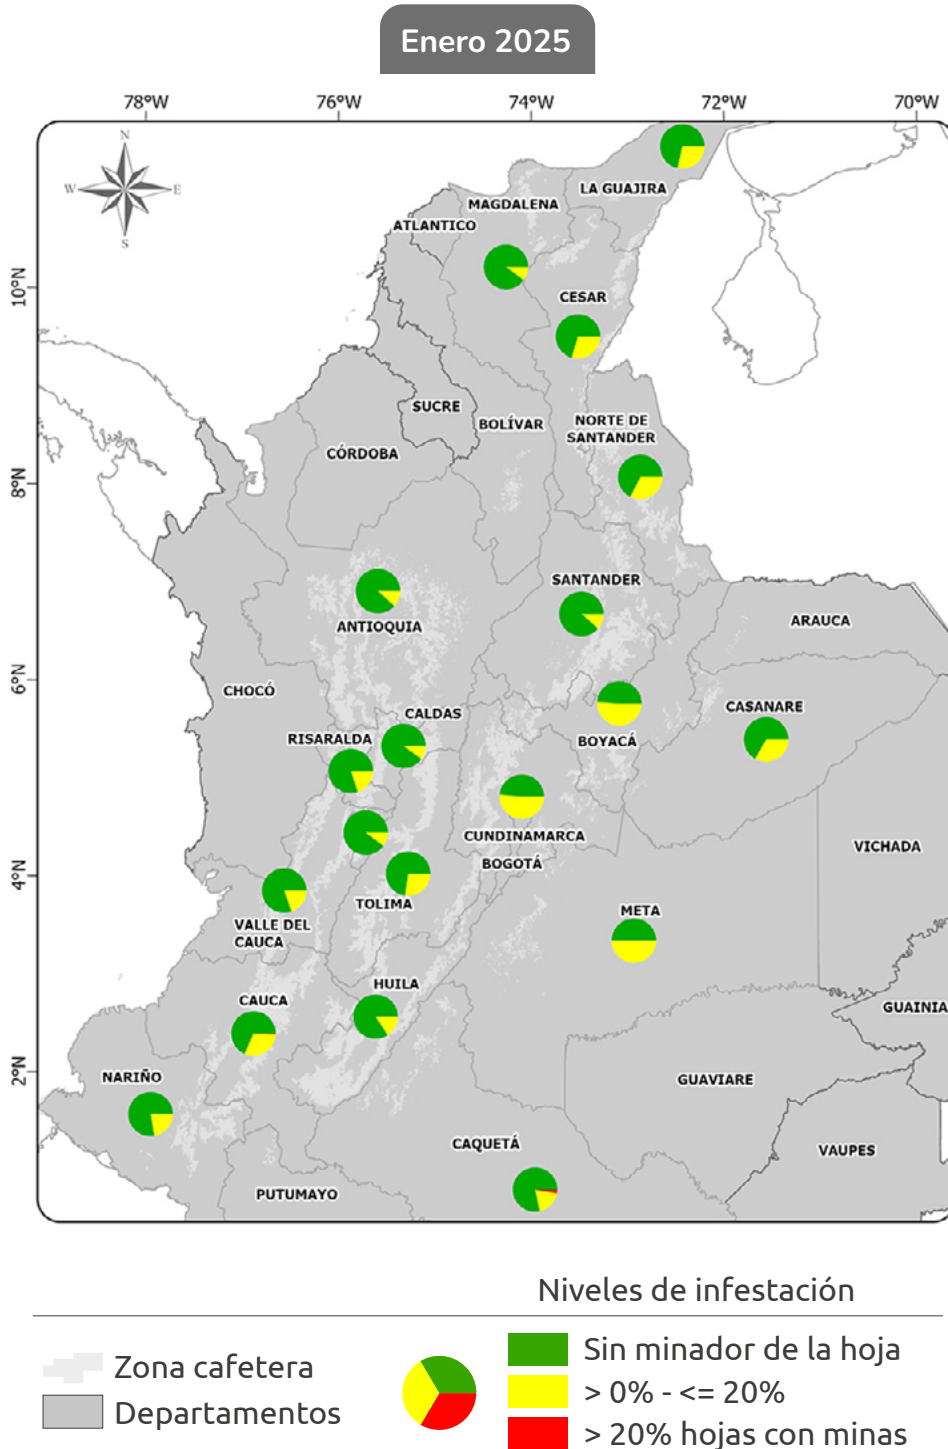 Enero 2025
78°W
76°W
74°W
72°W
70°W
N
W
E
S
10°N
8°N
6°N
4°N
2°N
LA GUAJIRA
MAGDALENA
ATLANTICO
CESAR
SUCRE
BOLÍVAR
NORTE DE
SANTANDER
CÓRDOBA
SANTANDER
ANTIOQUIA
ARAUCA
CHOCÓ
CALDAS
CASANARE
RISARALDA
BOYACÁ
CUNDINAMARCA
BOGOTÁ
VICHADA
TOLIMA
META
VALLE DEL
CAUCA
HUILA
CAUCA
GUAINIA
NARIÑO
GUAVIARE
CAQUETÁ
VAUPES
PUTUMAYO
Niveles de infestación
Zona cafetera
Departamentos
Sin minador de la hoja
> 0% - <= 20%
> 20% hojas con minas